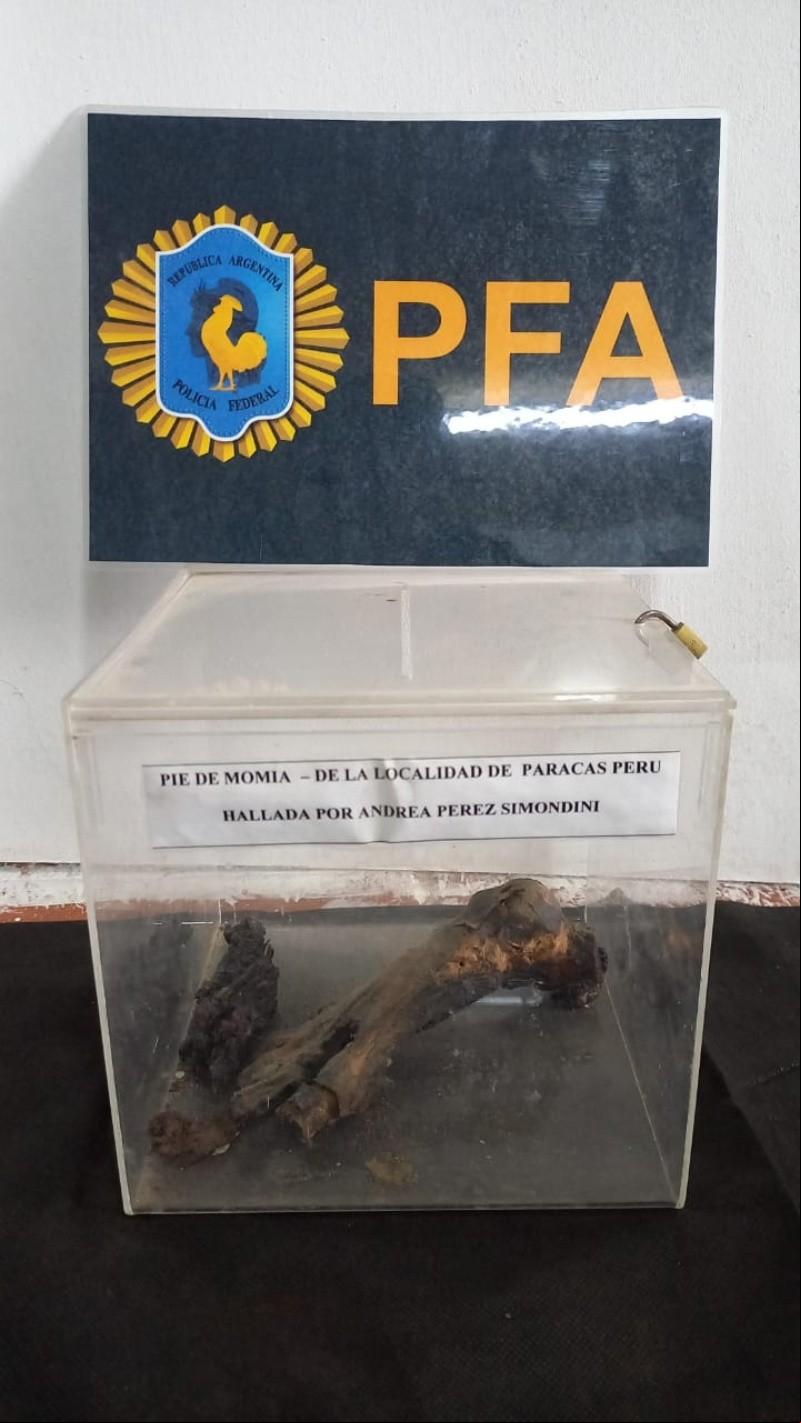 REPUBLICA ARGENTINA
POLICIA FEDERAL
PFA
PIE DE MOMIA – DE LA LOCALIDAD DE PARACAS PERU
HALLADA POR ANDREA PEREZ SIMONDINI